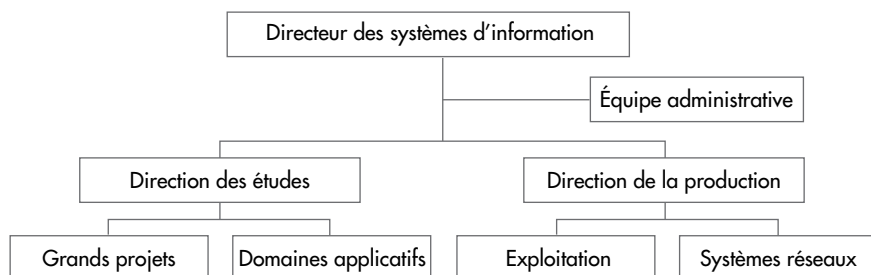 Directeur des systèmes d’information
Équipe administrative
Direction des études
Direction de la production
Grands projets
Domaines applicatifs
Exploitation
Systèmes réseaux